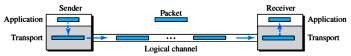 Sender
Packet
Receiver
Application
Application
Transport
Transport
Logical channel